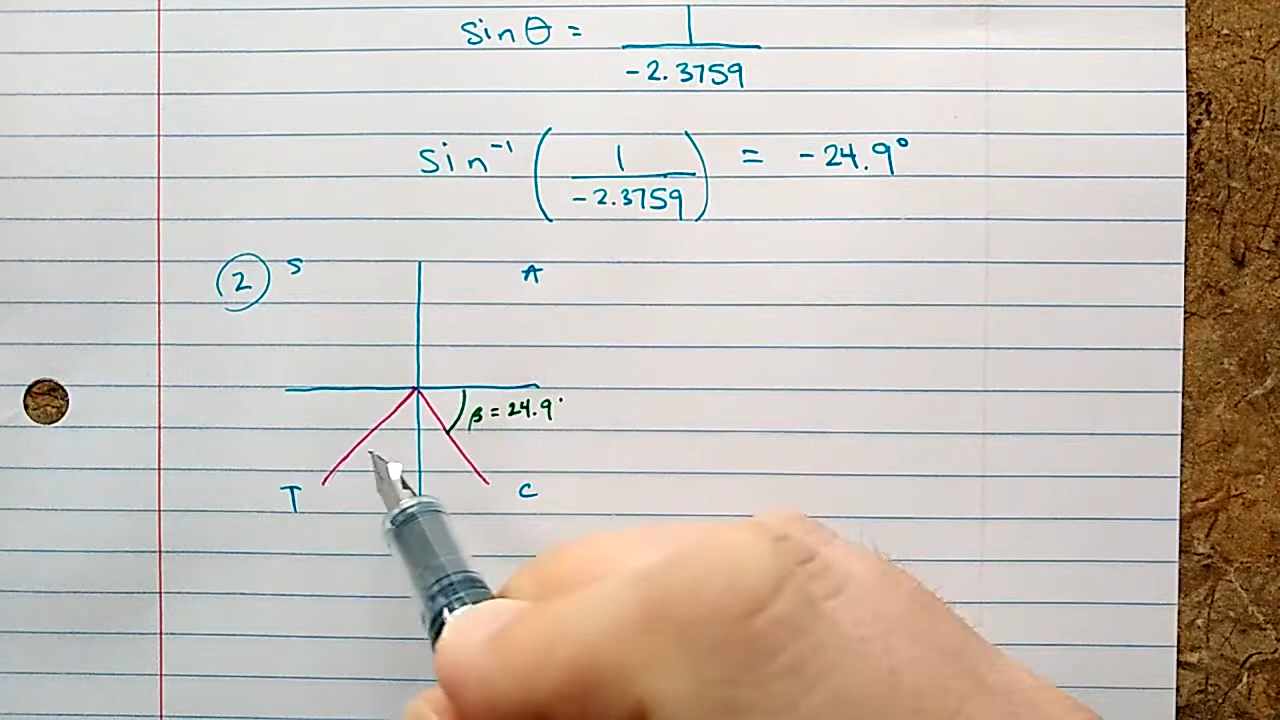 sin θ = 1 / -2.3759
sin⁻¹ ( 1 / -2.3759 ) = -24.9°
② S A
β = 24.9°
T C